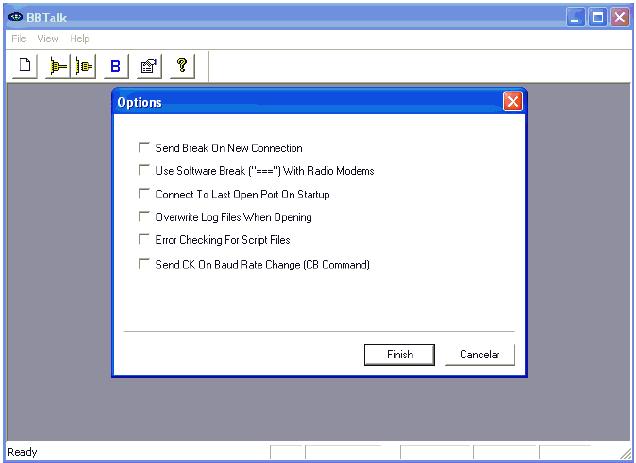 BBTalk
File View Help
B ?
Options
Send Break On New Connection
Use Software Break ("===") With Radio Modems
Connect To Last Open Port On Startup
Overwrite Log Files When Opening
Error Checking For Script Files
Send CK On Baud Rate Change (CB Command)
Finish Cancelar
Ready